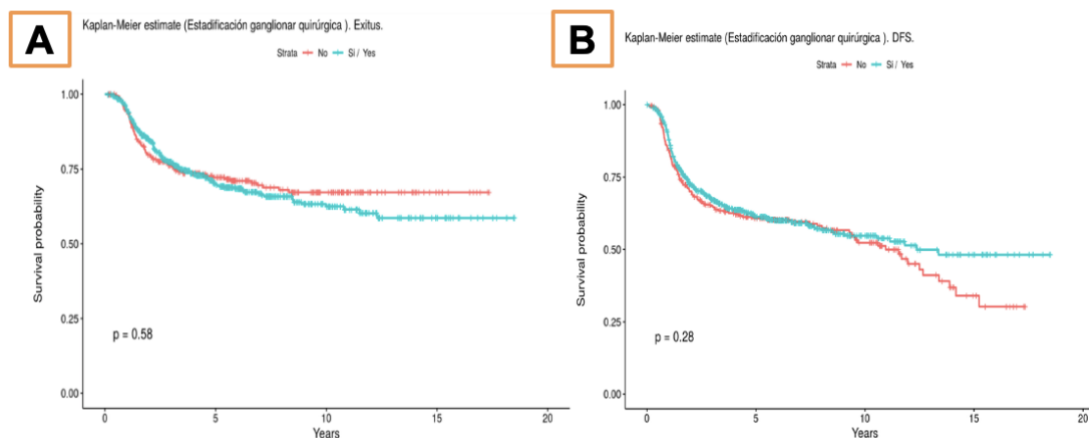 A
Kaplan-Meier estimate (Estadificación ganglionar quirúrgica ). Exitus.
Strata No Si / Yes
1.00
0.75
0.50
0.25
0.00
Survival probability
p = 0.58
0 5 10 15 20
Years
B
Kaplan-Meier estimate (Estadificación ganglionar quirúrgica ). DFS.
Strata No Si / Yes
1.00
0.75
0.50
0.25
0.00
Survival probability
p = 0.28
0 5 10 15 20
Years